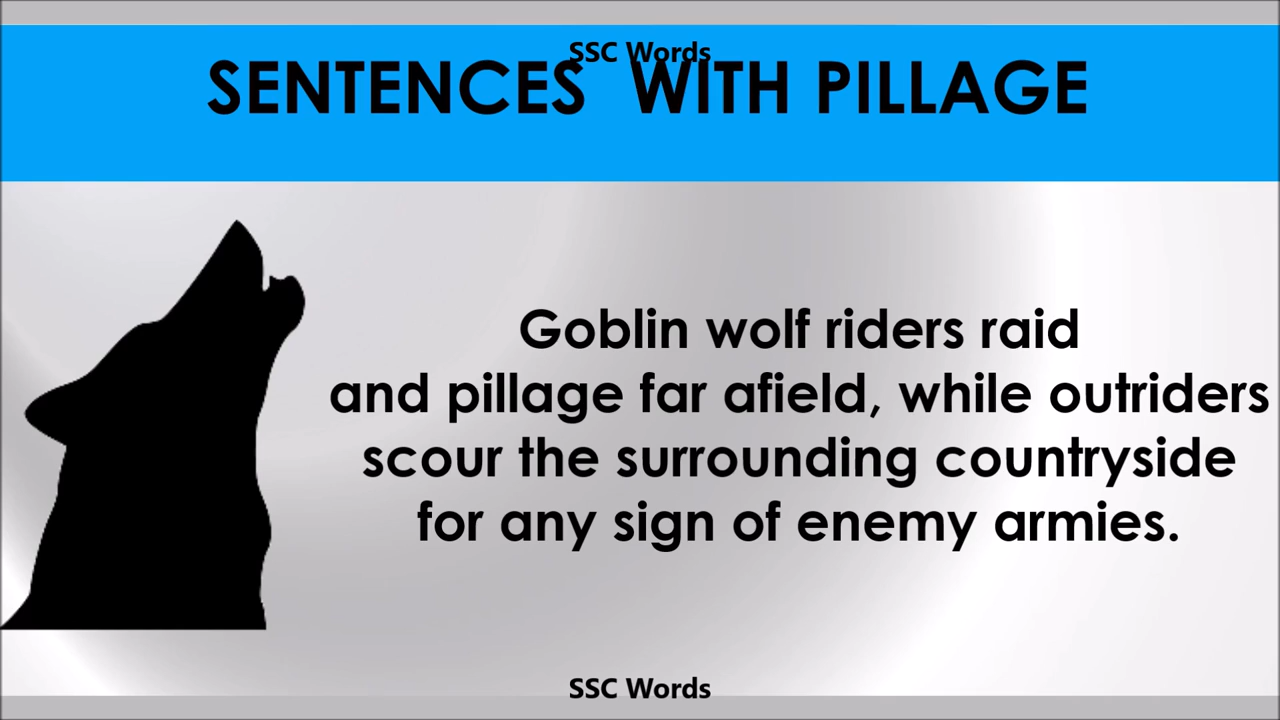 SSC Words
SENTENCES WITH PILLAGE
Goblin wolf riders raid
and pillage far afield, while outriders
scour the surrounding countryside
for any sign of enemy armies.
SSC Words